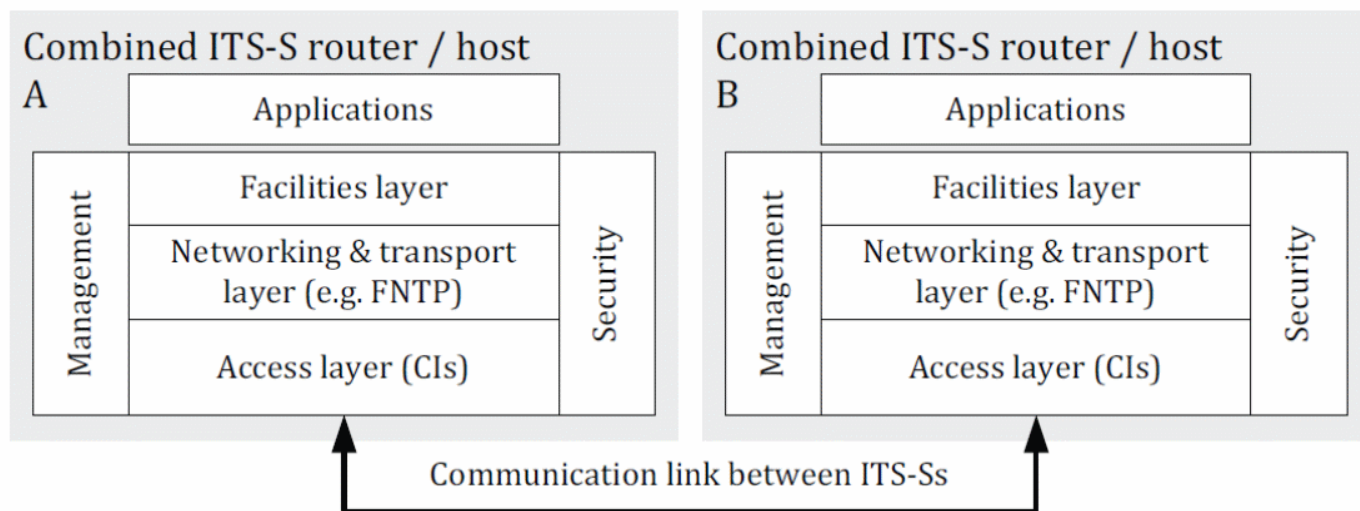 Combined ITS-S router / host
A
Applications
Management
Facilities layer
Networking & transport
layer (e.g. FNTP)
Access layer (CIs)
Security
Combined ITS-S router / host
B
Applications
Management
Facilities layer
Networking & transport
layer (e.g. FNTP)
Access layer (CIs)
Security
Communication link between ITS-Ss